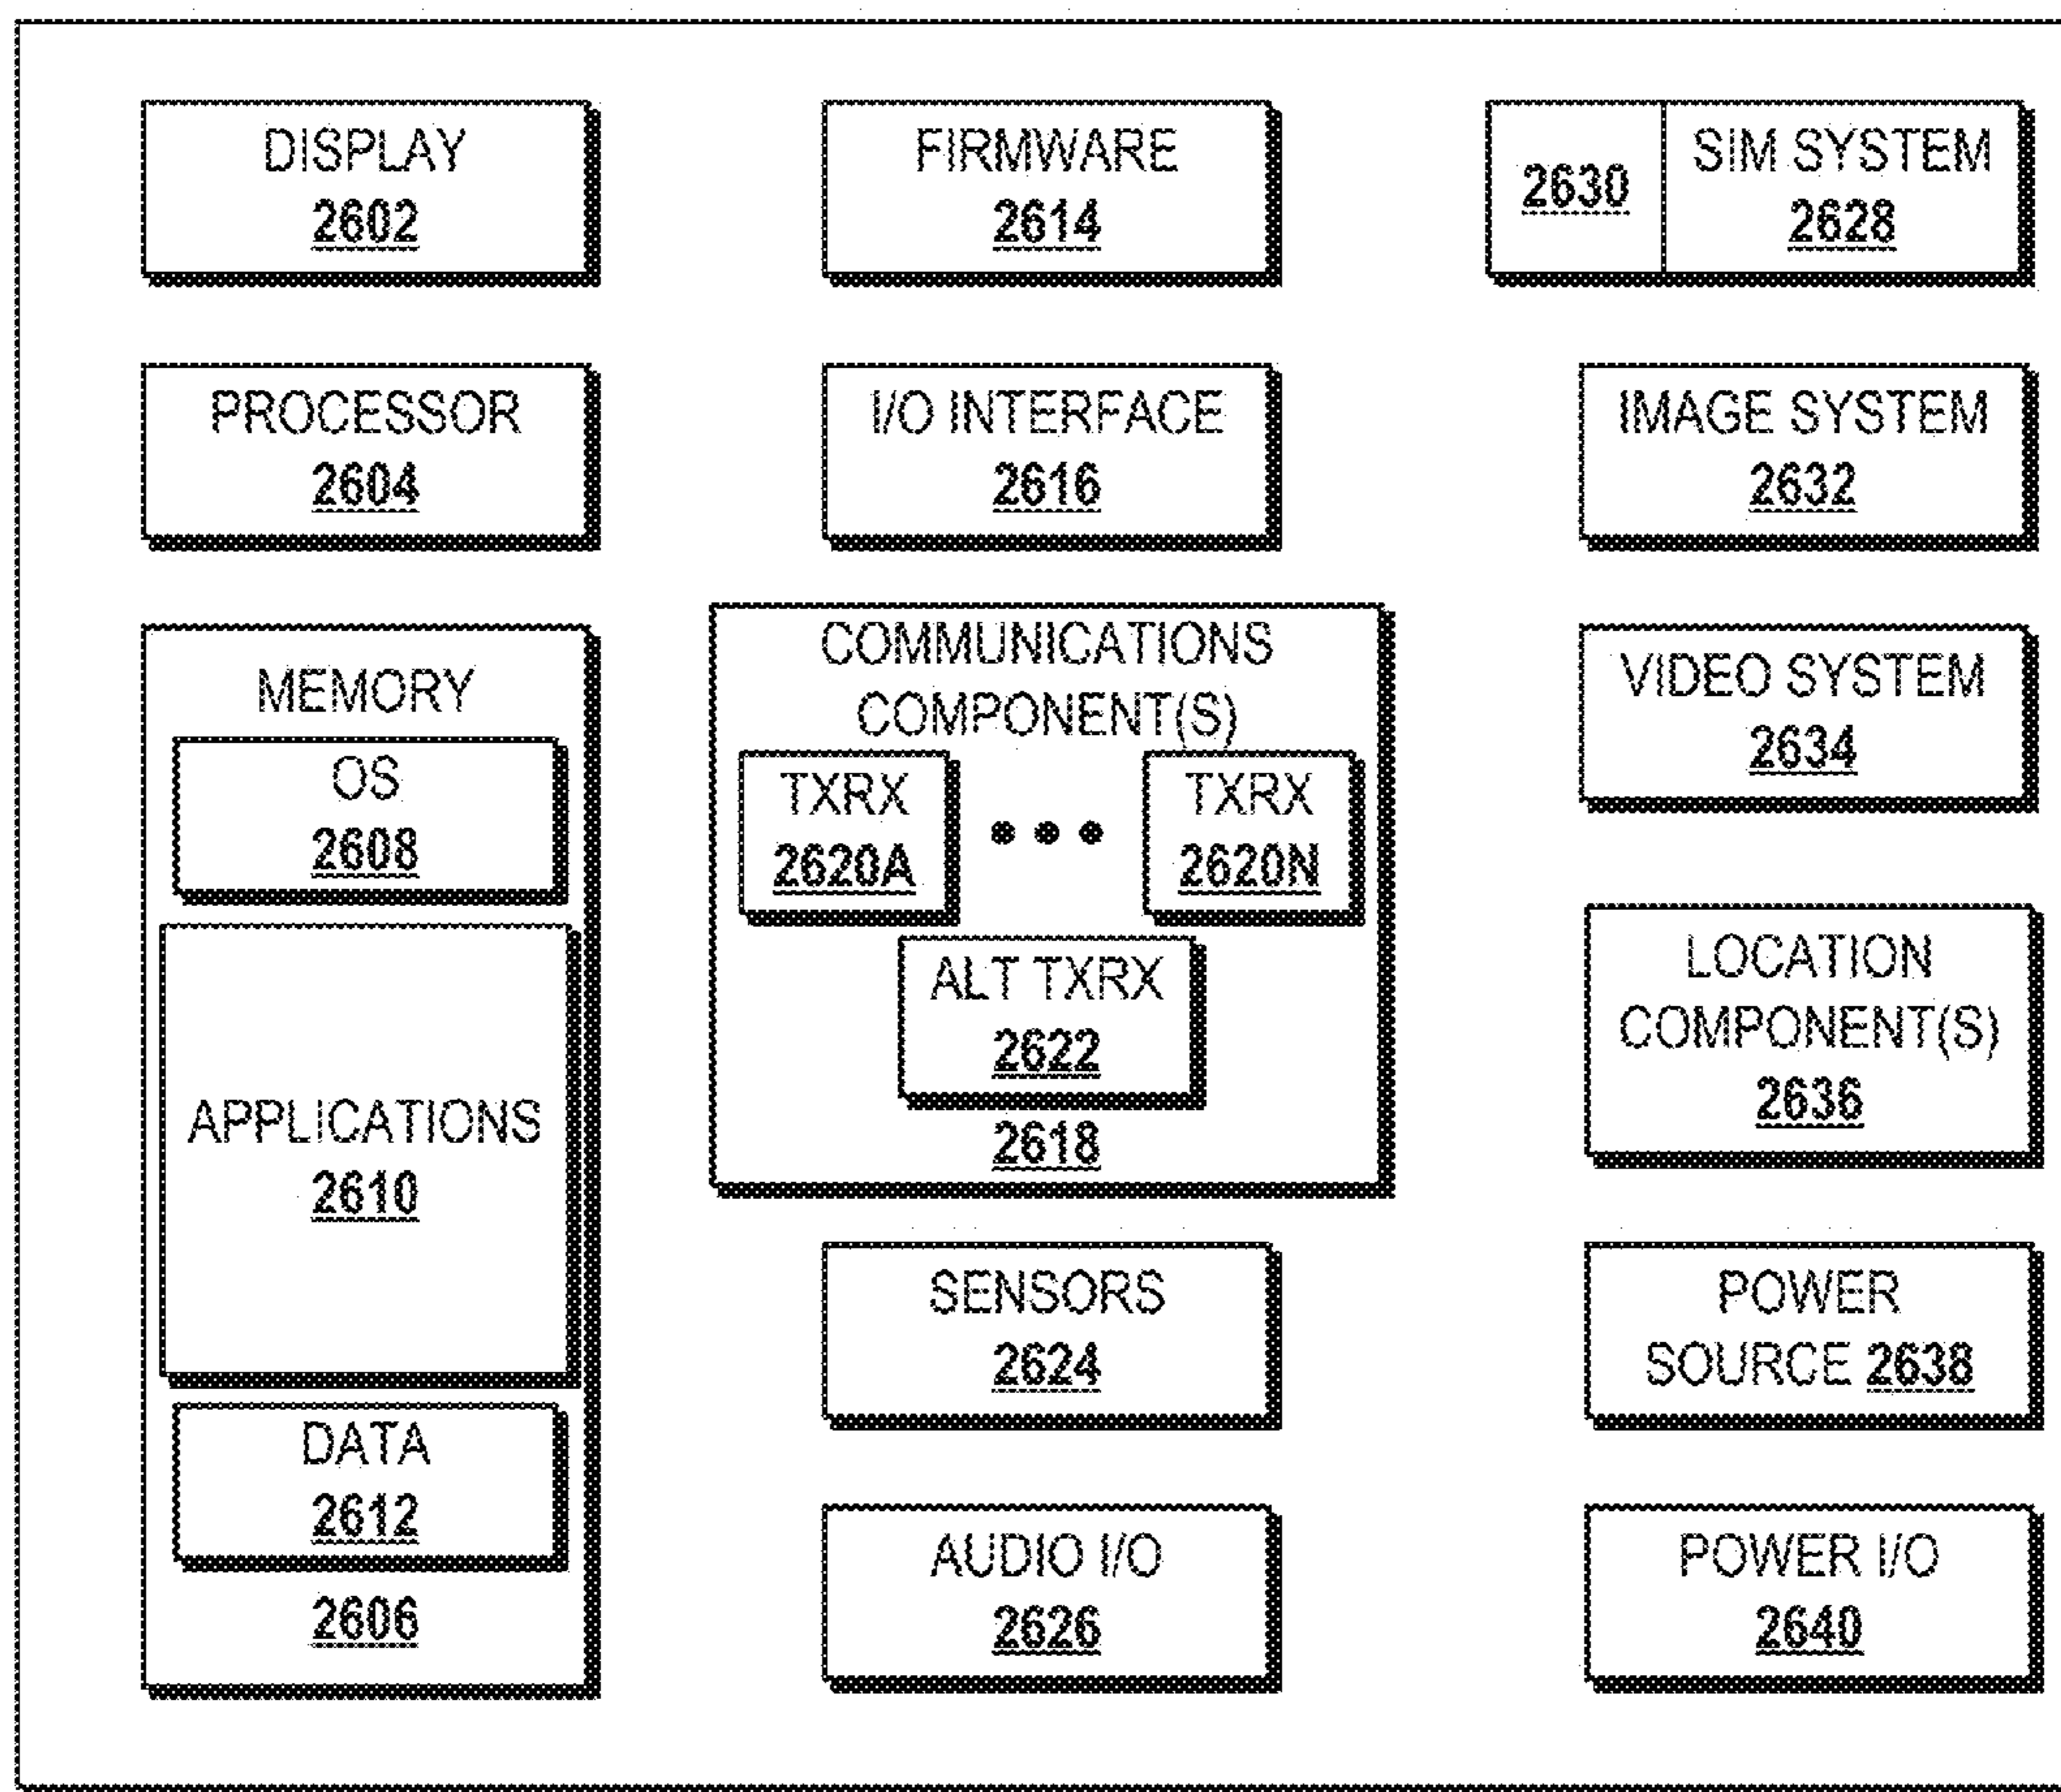 DISPLAY
2602
PROCESSOR
2604
MEMORY
OS
2608
APPLICATIONS
2610
DATA
2612
2606
FIRMWARE
2614
I/O INTERFACE
2616
COMMUNICATIONS
COMPONENT(S)
TXRX
2620A
TXRX
2620N
ALT TXRX
2622
2618
SENSORS
2624
AUDIO I/O
2626
2630
SIM SYSTEM
2628
IMAGE SYSTEM
2632
VIDEO SYSTEM
2634
LOCATION
COMPONENT(S)
2636
POWER
SOURCE 2638
POWER I/O
2640